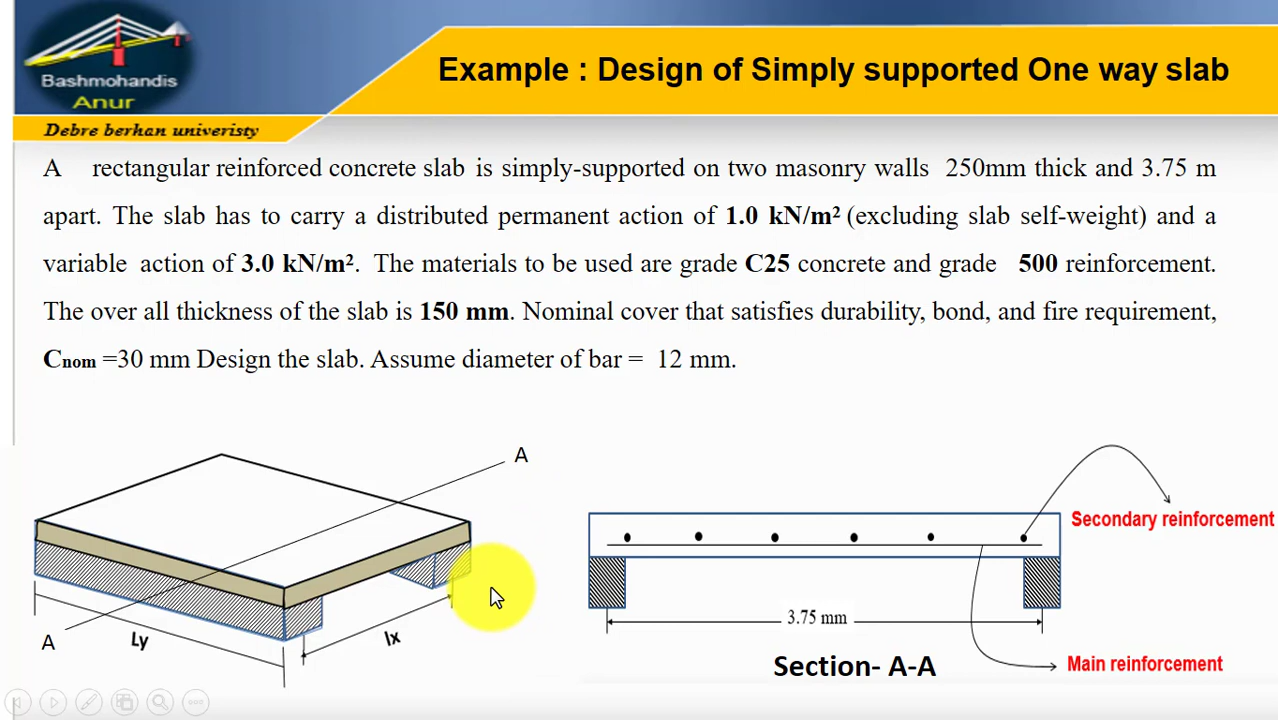 Bashmohandis
Anur
Debre berhan univeristy
Example : Design of Simply supported One way slab
A rectangular reinforced concrete slab is simply-supported on two masonry walls 250mm thick and 3.75 m
apart. The slab has to carry a distributed permanent action of 1.0 kN/m² (excluding slab self-weight) and a
variable action of 3.0 kN/m². The materials to be used are grade C25 concrete and grade 500 reinforcement.
The over all thickness of the slab is 150 mm. Nominal cover that satisfies durability, bond, and fire requirement,
Cnom =30 mm Design the slab. Assume diameter of bar = 12 mm.
A
A
Ly
lx
Secondary reinforcement
3.75 mm
Section- A-A
Main reinforcement